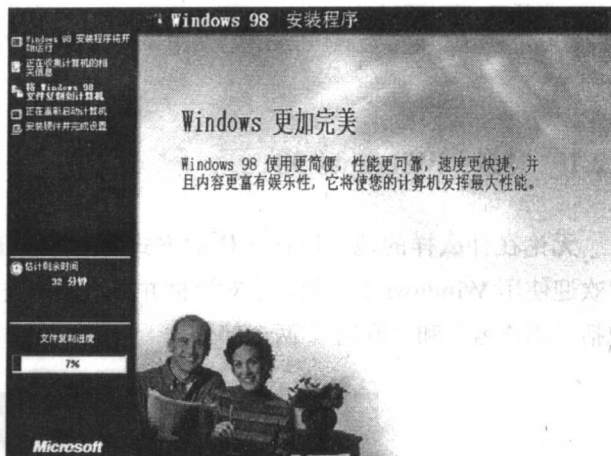 Windows 98 安装程序
Windows 98 安装程序将开
始运行
正在收集计算机的相
关信息
将 Windows 98
文件复制到计算机
正在重新启动计算机
安装硬件并完成设置
Windows 更加完美
Windows 98 使用更简便，性能更可靠，速度更快捷，并
且内容更富有娱乐性，它将使您的计算机发挥最大性能。
估计剩余时间
32 分钟
文件复制进度
7%
Microsoft